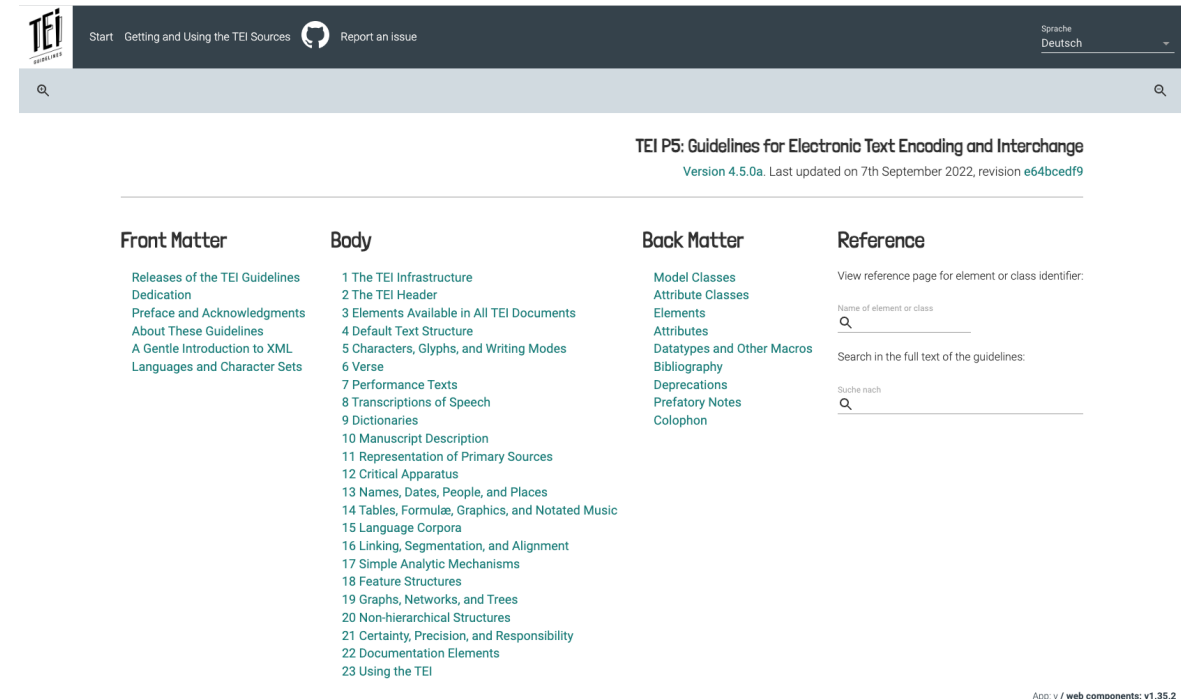 TEI
GUIDELINES
Start Getting and Using the TEI Sources Report an issue
Sprache
Deutsch
TEI P5: Guidelines for Electronic Text Encoding and Interchange
Version 4.5.0a. Last updated on 7th September 2022, revision e64bcedf9
Front Matter
Releases of the TEI Guidelines
Dedication
Preface and Acknowledgments
About These Guidelines
A Gentle Introduction to XML
Languages and Character Sets
Body
1 The TEI Infrastructure
2 The TEI Header
3 Elements Available in All TEI Documents
4 Default Text Structure
5 Characters, Glyphs, and Writing Modes
6 Verse
7 Performance Texts
8 Transcriptions of Speech
9 Dictionaries
10 Manuscript Description
11 Representation of Primary Sources
12 Critical Apparatus
13 Names, Dates, People, and Places
14 Tables, Formulæ, Graphics, and Notated Music
15 Language Corpora
16 Linking, Segmentation, and Alignment
17 Simple Analytic Mechanisms
18 Feature Structures
19 Graphs, Networks, and Trees
20 Non-hierarchical Structures
21 Certainty, Precision, and Responsibility
22 Documentation Elements
23 Using the TEI
Back Matter
Model Classes
Attribute Classes
Elements
Attributes
Datatypes and Other Macros
Bibliography
Deprecations
Prefatory Notes
Colophon
Reference
View reference page for element or class identifier:
Name of element or class
Search in the full text of the guidelines:
Suche nach
App: v / web components: v1.35.2